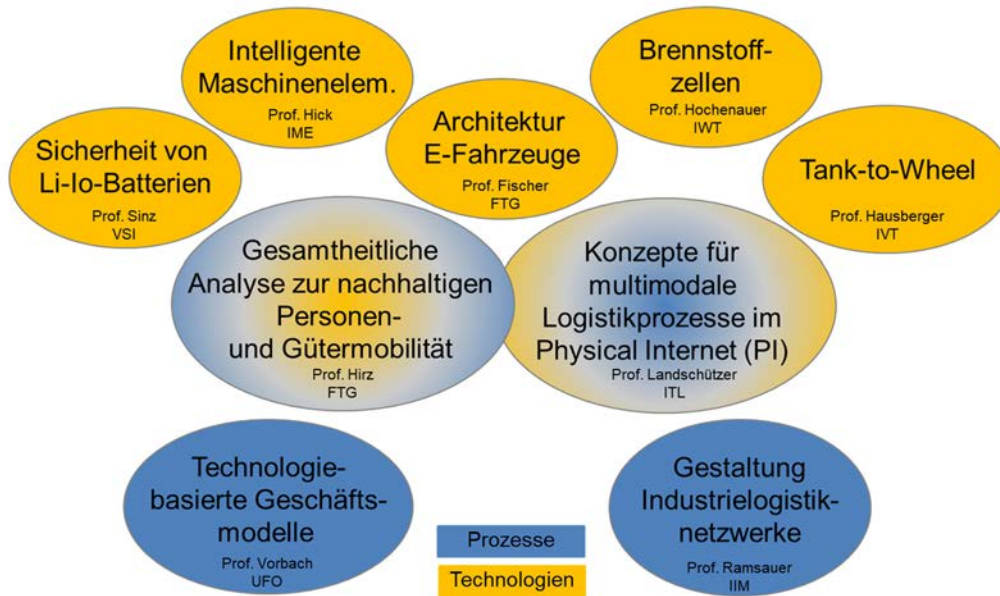 Intelligente
Maschinenelem.
Prof. Hick
IME
Brennstoff-
zellen
Prof. Hochenauer
IWT
Architektur
E-Fahrzeuge
Prof. Fischer
FTG
Sicherheit von
Li-Io-Batterien
Prof. Sinz
VSI
Tank-to-Wheel
Prof. Hausberger
IVT
Gesamtheitliche
Analyse zur nachhaltigen
Personen-
und Gütermobilität
Prof. Hirz
FTG
Konzepte für
multimodale
Logistikprozesse im
Physical Internet (PI)
Prof. Landschützer
ITL
Technologie-
basierte Geschäfts-
modelle
Prof. Vorbach
UFO
Gestaltung
Industrielogistik-
netzwerke
Prof. Ramsauer
IIM
Prozesse
Technologien